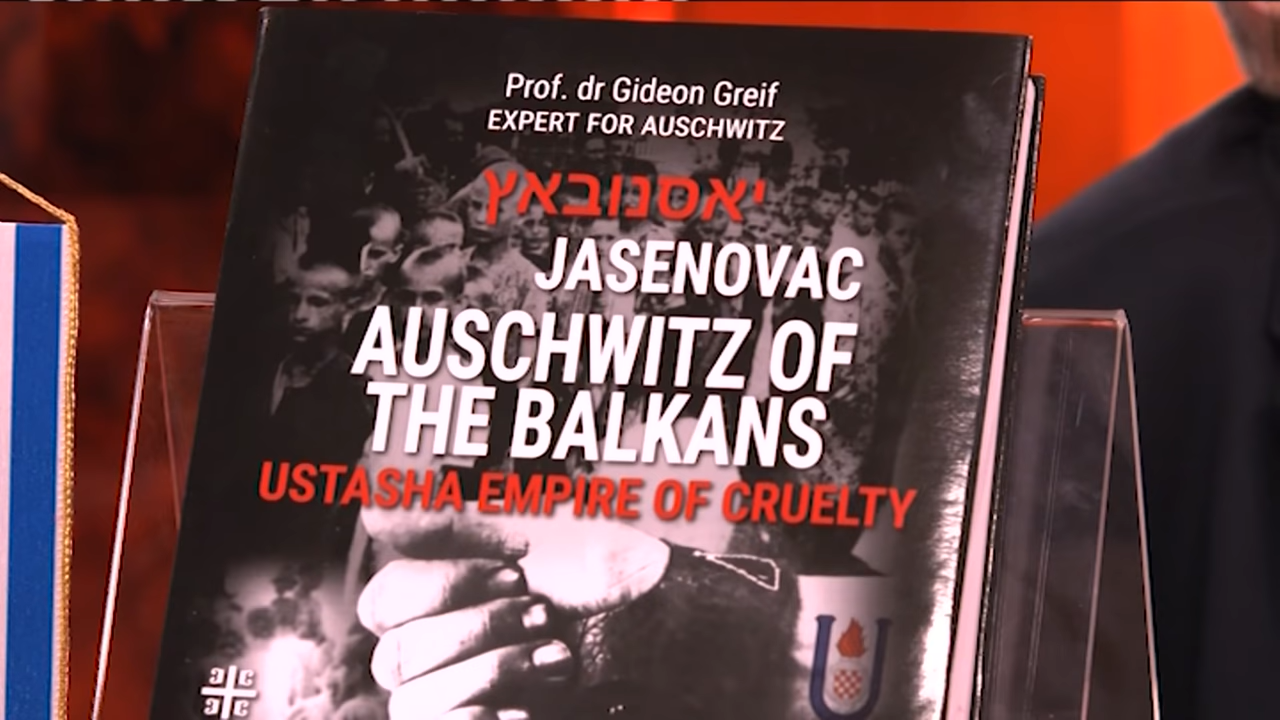 Prof. dr Gideon Greif
EXPERT FOR AUSCHWITZ
יאסנובאץ
JASENOVAC
AUSCHWITZ OF
THE BALKANS
USTASHA EMPIRE OF CRUELTY
U